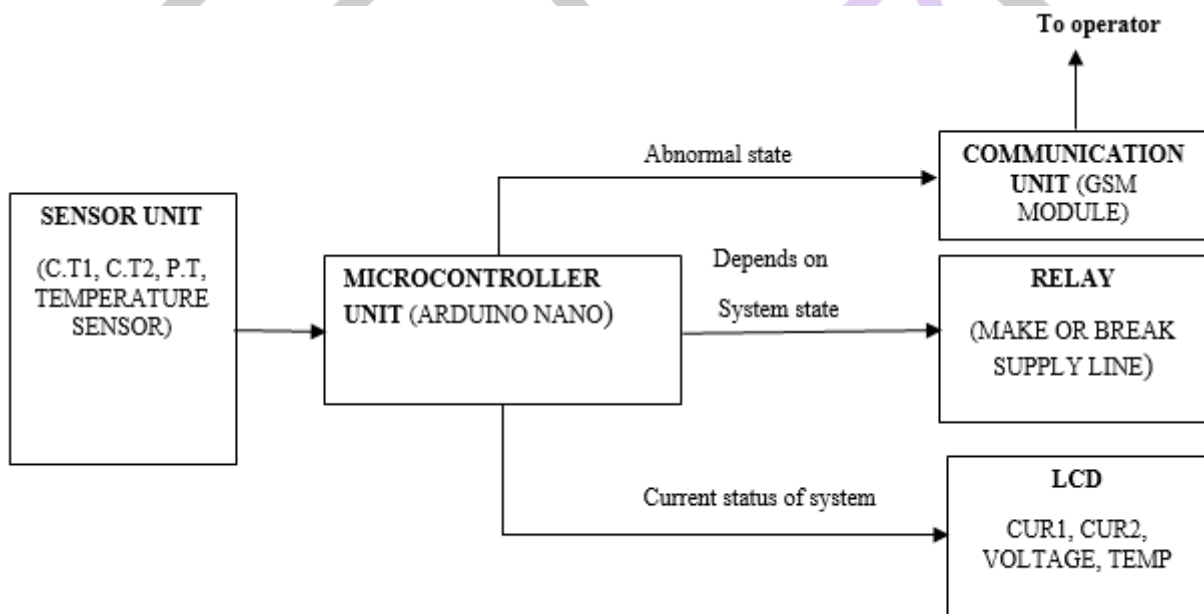 To operator
Abnormal state
COMMUNICATION
UNIT (GSM
MODULE)
SENSOR UNIT
(C.T1, C.T2, P.T,
TEMPERATURE
SENSOR)
MICROCONTROLLER
UNIT (ARDUINO NANO)
Depends on
System state
RELAY
(MAKE OR BREAK
SUPPLY LINE)
Current status of system
LCD
CUR1, CUR2,
VOLTAGE, TEMP